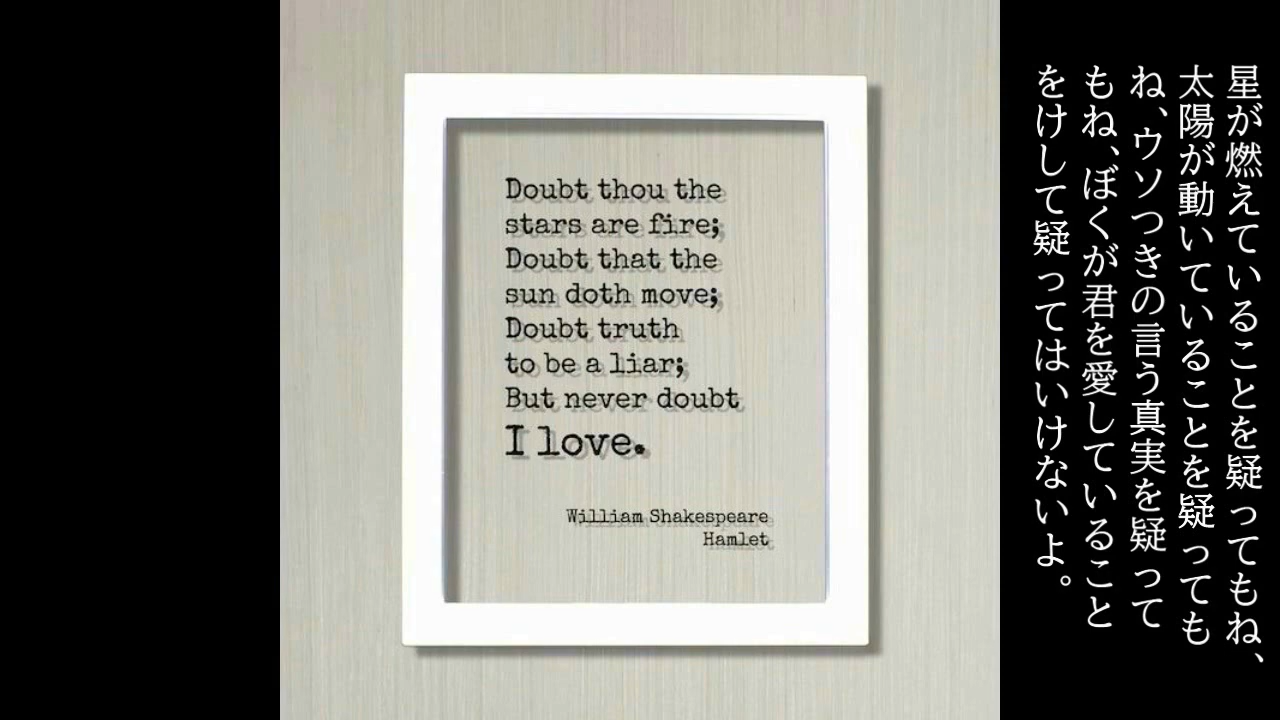 Doubt thou the
stars are fire;
Doubt that the
sun doth move;
Doubt truth
to be a liar;
But never doubt
I love.
William Shakespeare
Hamlet
星が燃えていることを疑ってもね、
太陽が動いていることを疑っても
ね、ウソつきの言う真実を疑って
もね、ぼくが君を愛していること
をけして疑ってはいけないよ。